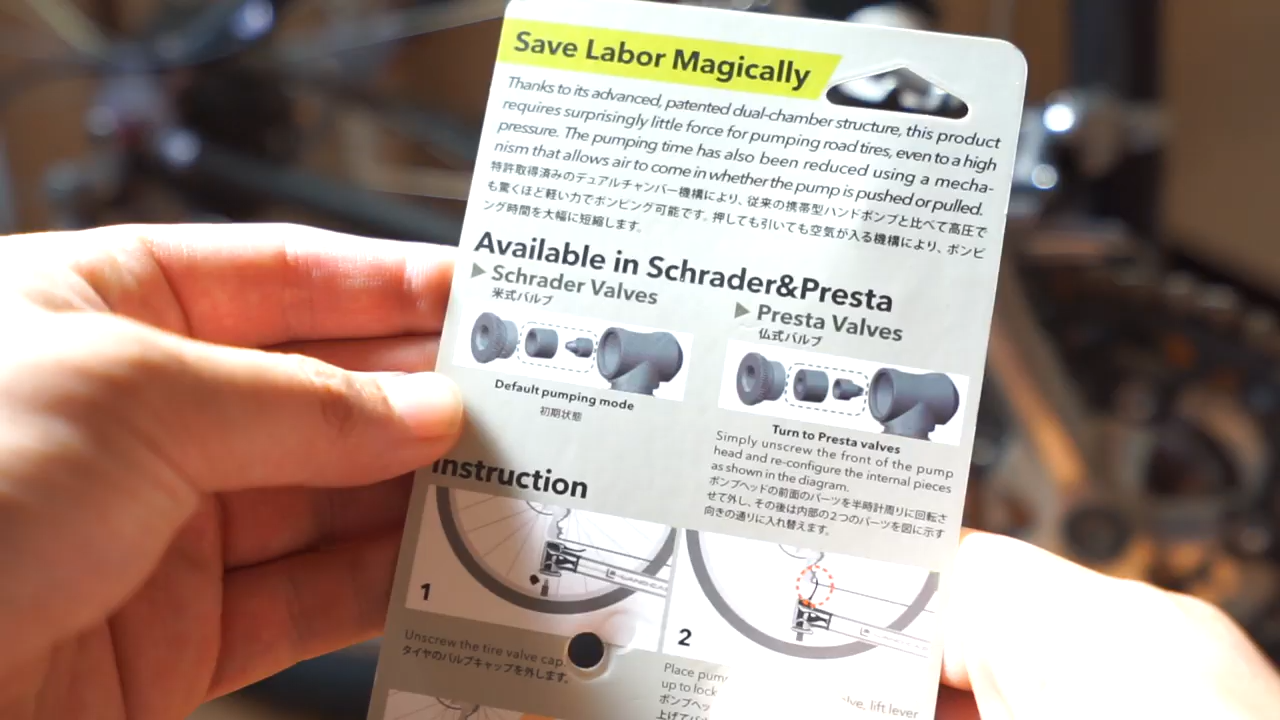 Save Labor Magically
Thanks to its advanced, patented dual-chamber structure, this product
requires surprisingly little force for pumping road tires, even to a high
pressure. The pumping time has also been reduced using a mecha-
nism that allows air to come in whether the pump is pushed or pulled.
特許取得済みのデュアルチャンバー機構により、従来の携帯型ハンドポンプと比べて高圧で
も驚くほど軽い力でポンピング可能です。押しても引いても空気が入る機構により、ポンピ
ング時間を大幅に短縮します。
Available in Schrader&Presta
Schrader Valves
米式バルブ
Default pumping mode
初期状態
Presta Valves
仏式バルブ
Turn to Presta valves
Simply unscrew the front of the pump
head and re-configure the internal pieces
as shown in the diagram.
ポンプヘッドの前面のパーツを半時計周りに回転さ
せて外し、その後は内部の2つのパーツを図に示す
向きの通りに入れ替えます。
Instruction
1
Unscrew the tire valve cap.
タイヤのバルブキャップを外します。
2
Place pum
lve, lift lever
up to lock
ポンプヘッ
上げてバ